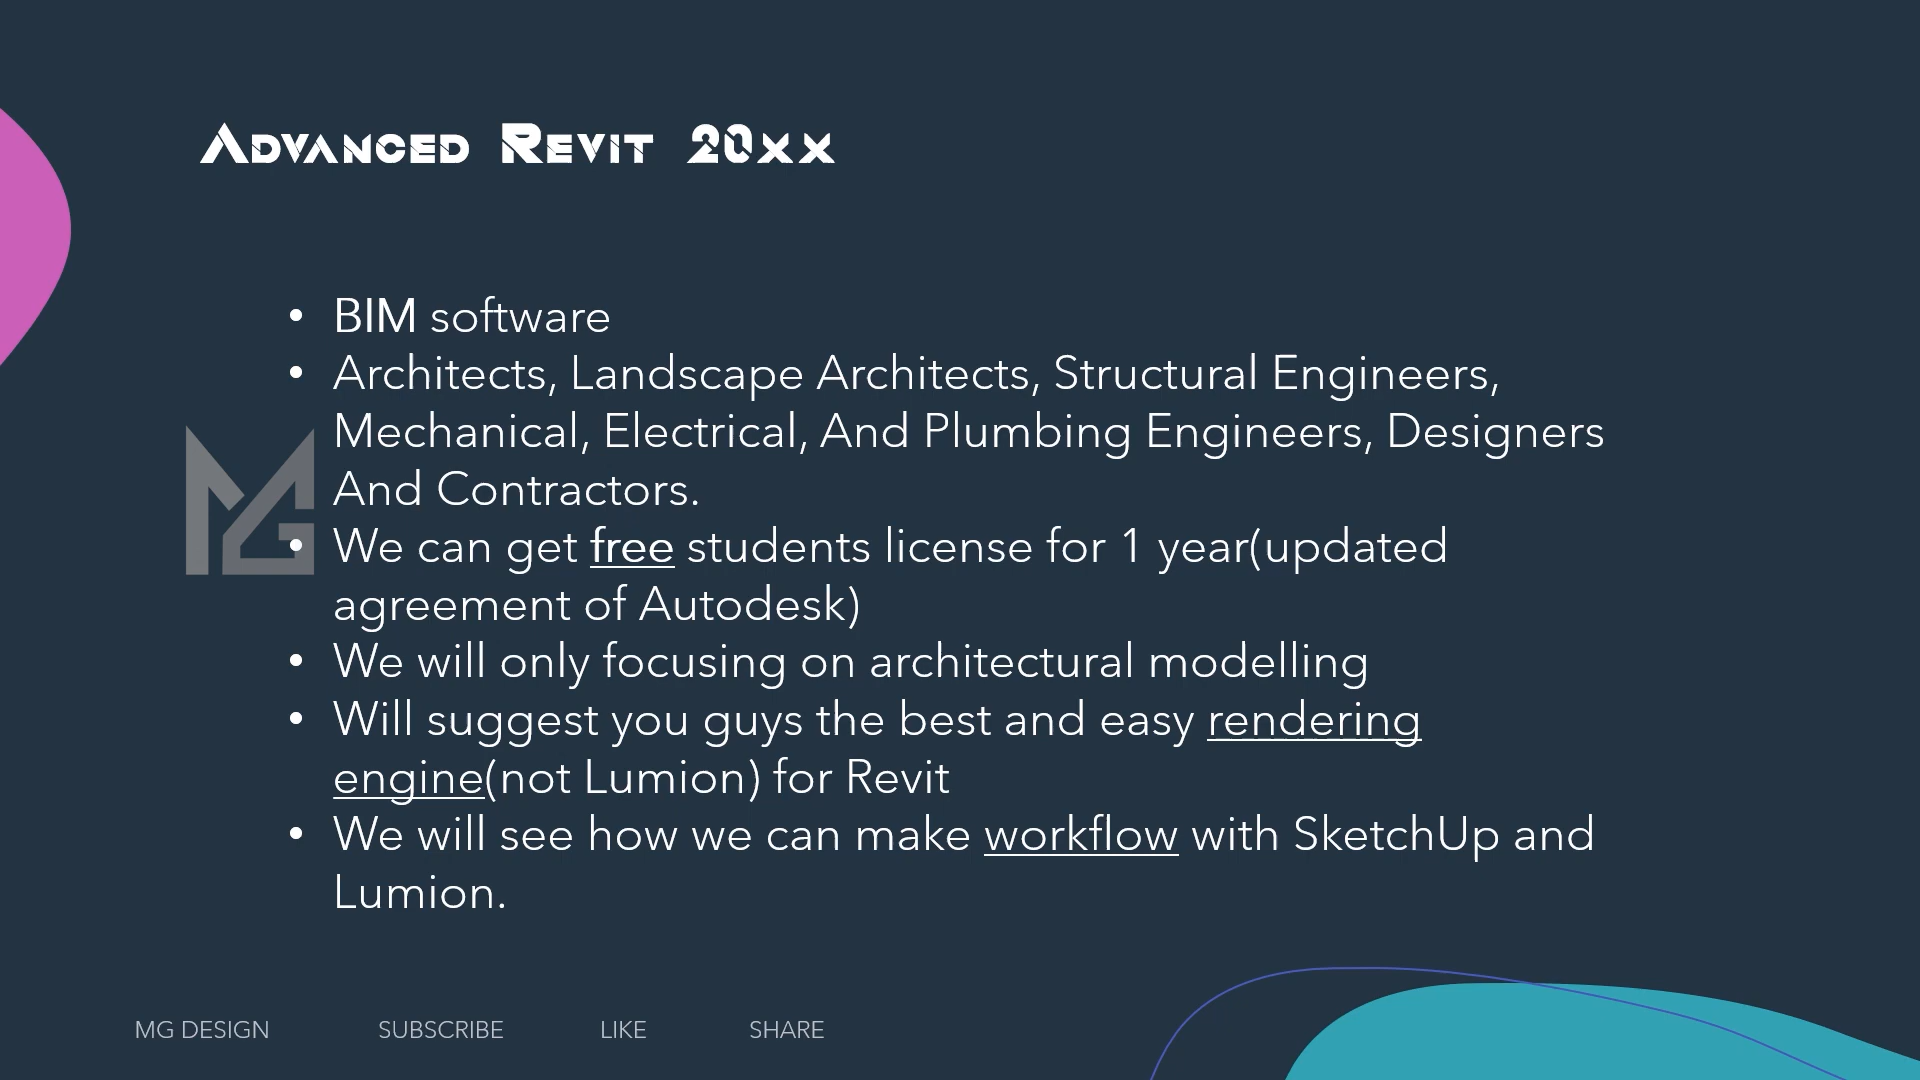 Advanced Revit 20xx
• BIM software
• Architects, Landscape Architects, Structural Engineers,
Mechanical, Electrical, And Plumbing Engineers, Designers
And Contractors.
MG
• We can get free students license for 1 year(updated
agreement of Autodesk)
• We will only focusing on architectural modelling
• Will suggest you guys the best and easy rendering
engine(not Lumion) for Revit
• We will see how we can make workflow with SketchUp and
Lumion.
MG DESIGN SUBSCRIBE LIKE SHARE